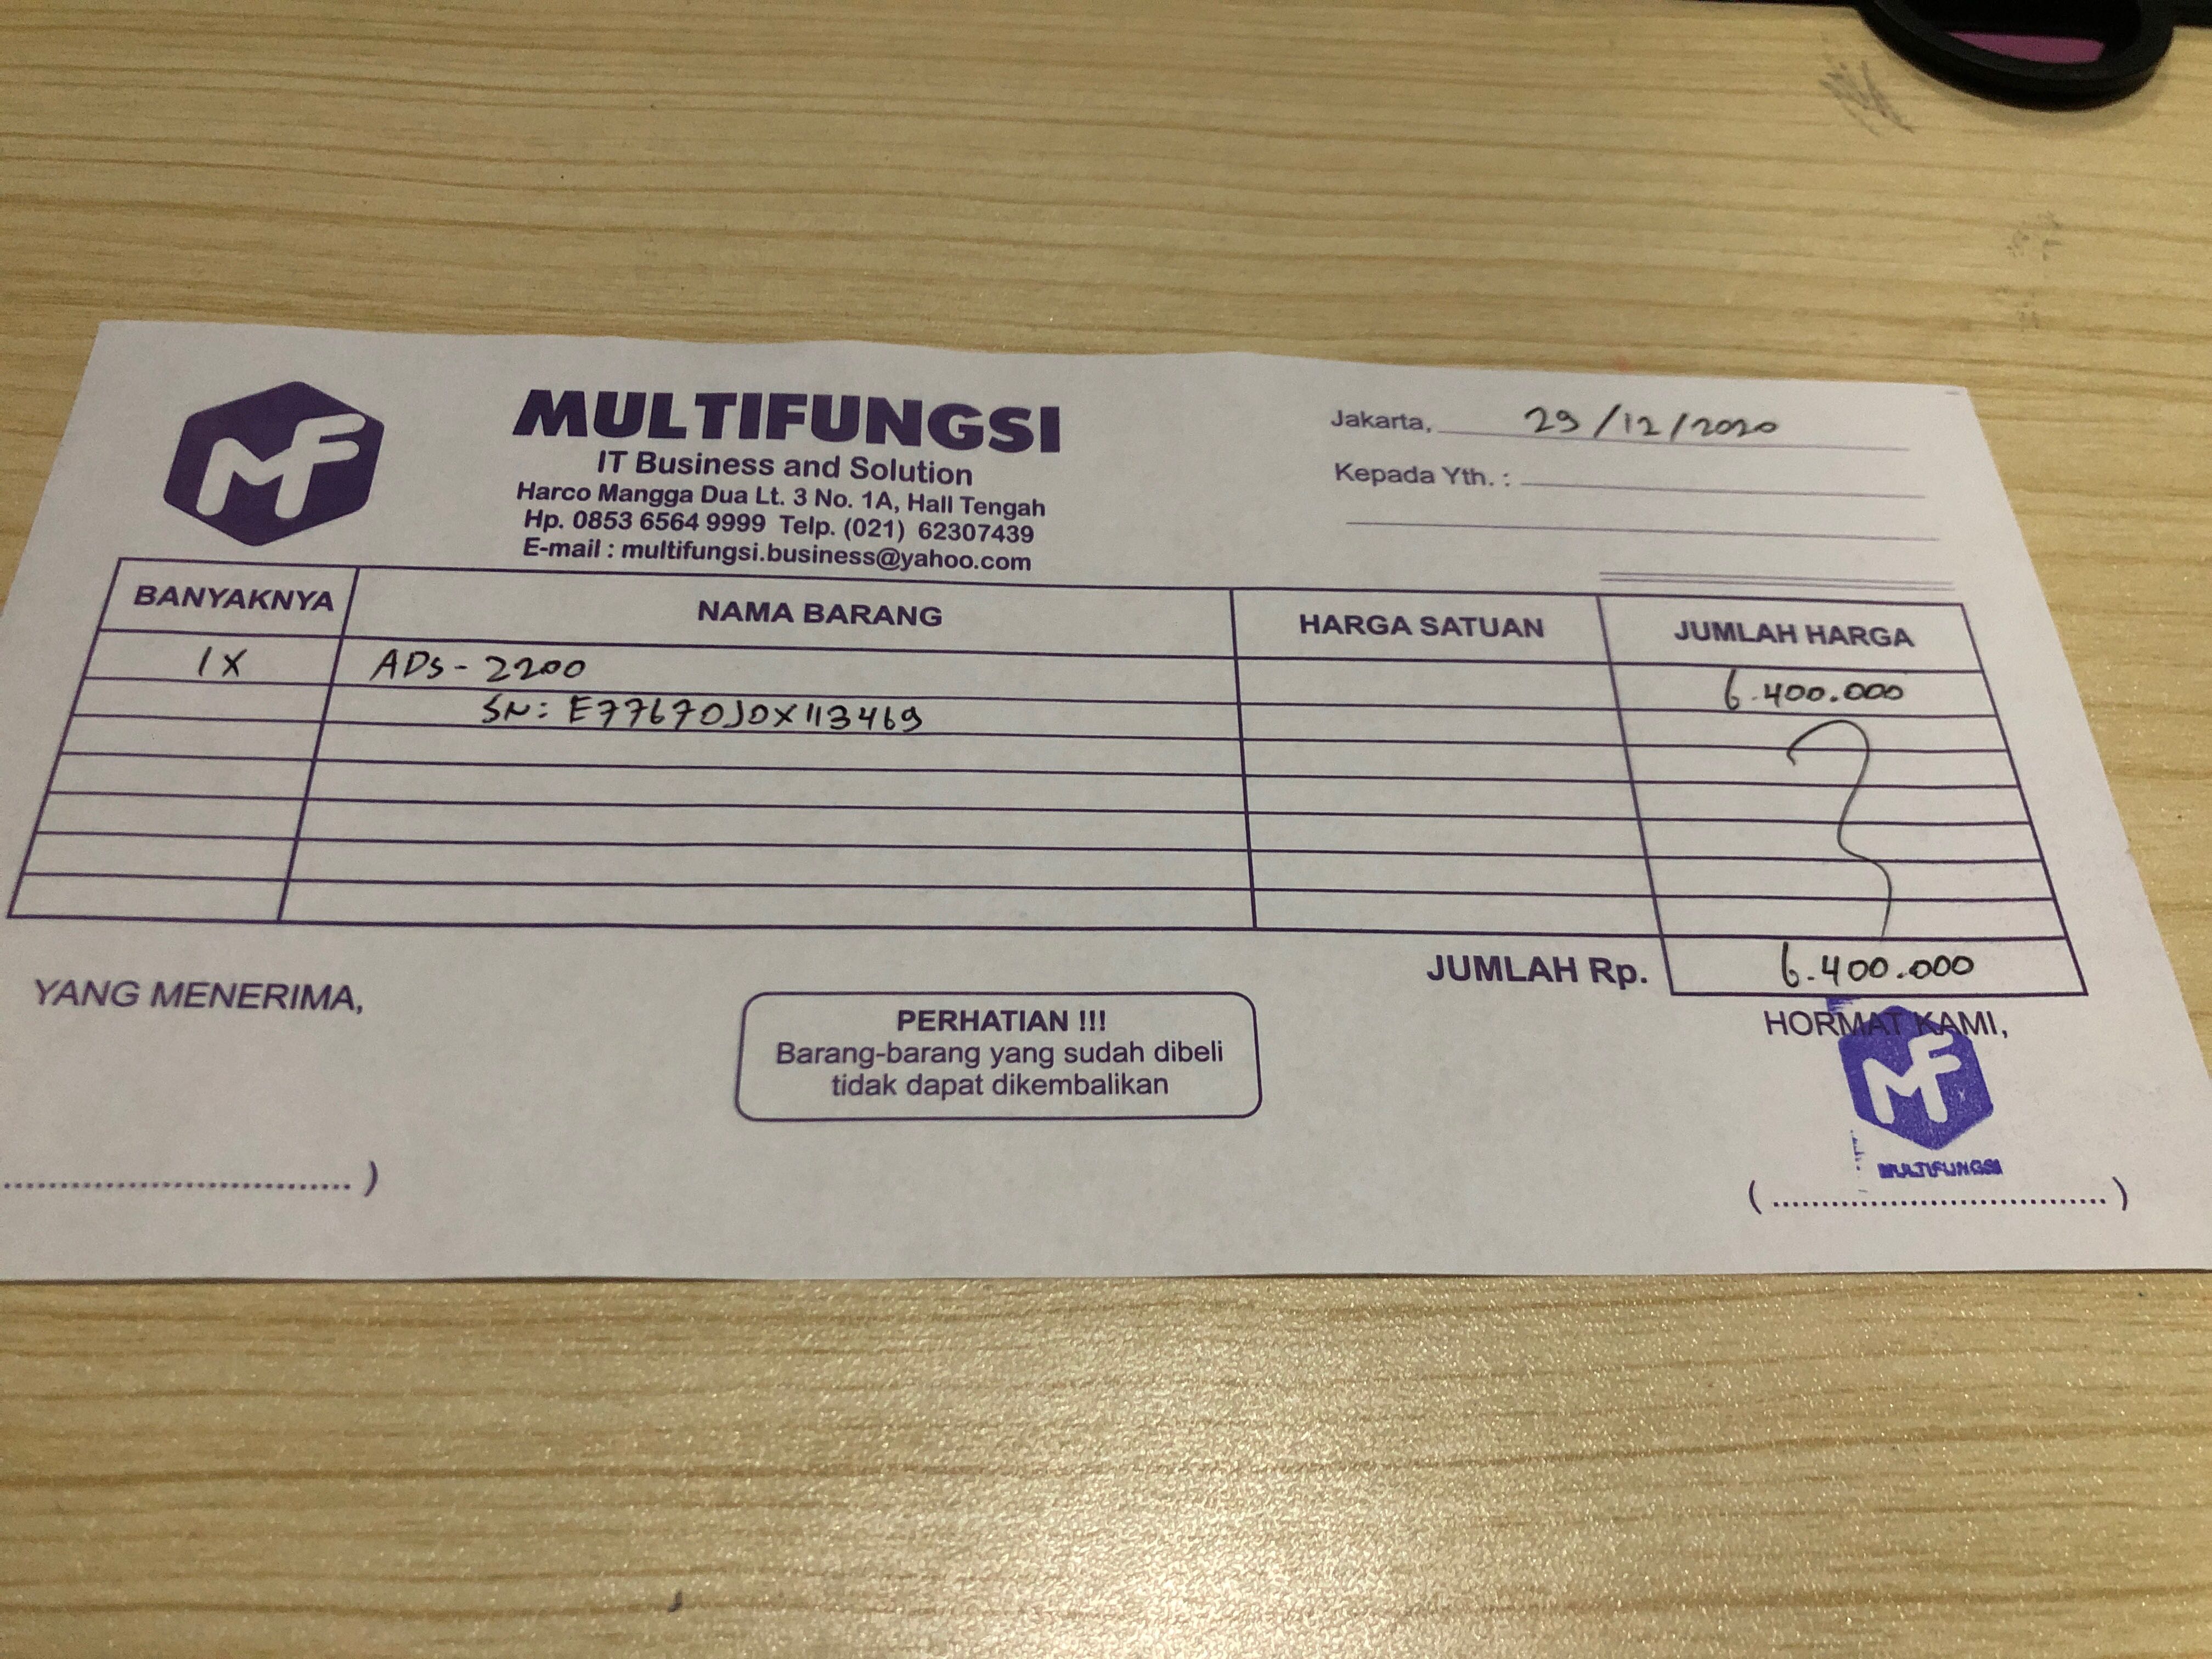 MF
MULTIFUNGSI
IT Business and Solution
Harco Mangga Dua Lt. 3 No. 1A, Hall Tengah
Hp. 0853 6564 9999 Telp. (021) 62307439
E-mail : multifungsi.business@yahoo.com
Jakarta, 29/12/2020
Kepada Yth. :
BANYAKNYA NAMA BARANG HARGA SATUAN JUMLAH HARGA
1X ADS-2200 6.400.000
SN: E77670J0X113469
JUMLAH Rp. 6.400.000
YANG MENERIMA,
PERHATIAN !!!
Barang-barang yang sudah dibeli
tidak dapat dikembalikan
HORMAT KAMI,
MF
MULTIFUNGSI
..............................)
(..............................)